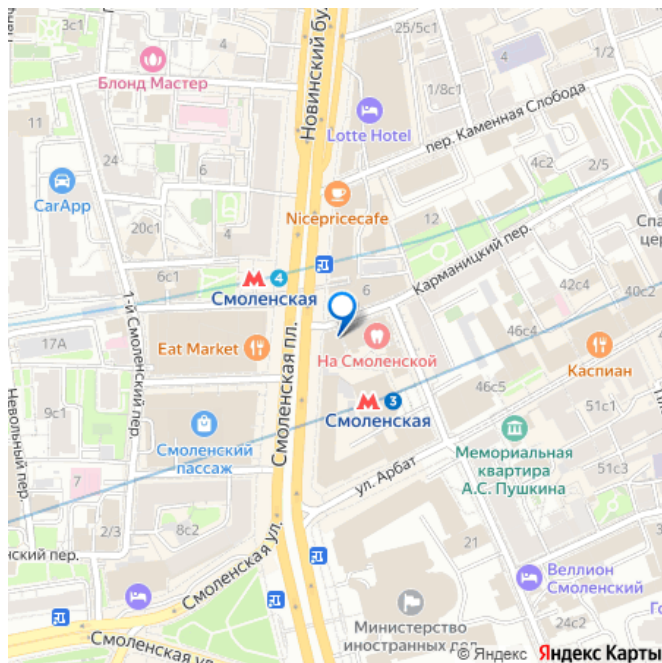 Новинский бул.
25/5с1
4
1/2
Блонд Мастер
1/8с1
11
6
Lotte Hotel
пер. Каменная Слобода
24
4с2
2/5
CarApp
Nicepricecafe
12
20с1
4
6с1
4
Смоленская
6
Карманицкий пер.
42с4
40с2
1-й Смоленский пер.
17А
Eat Market
Смоленская пл.
На Смоленской
46с4
Каспиан
46с5
3
Смоленская
51с1
Невольный пер.
9с1
Смоленский
пассаж
Мемориальная
квартира
А.С. Пушкина
51с3
7
ул. Арбат
2/3
8с2
Смоленская ул.
21
Веллион
Смоленский
Министерство
иностранных дел
24с2
Смоленская ул.
© Яндекс Яндекс Карты